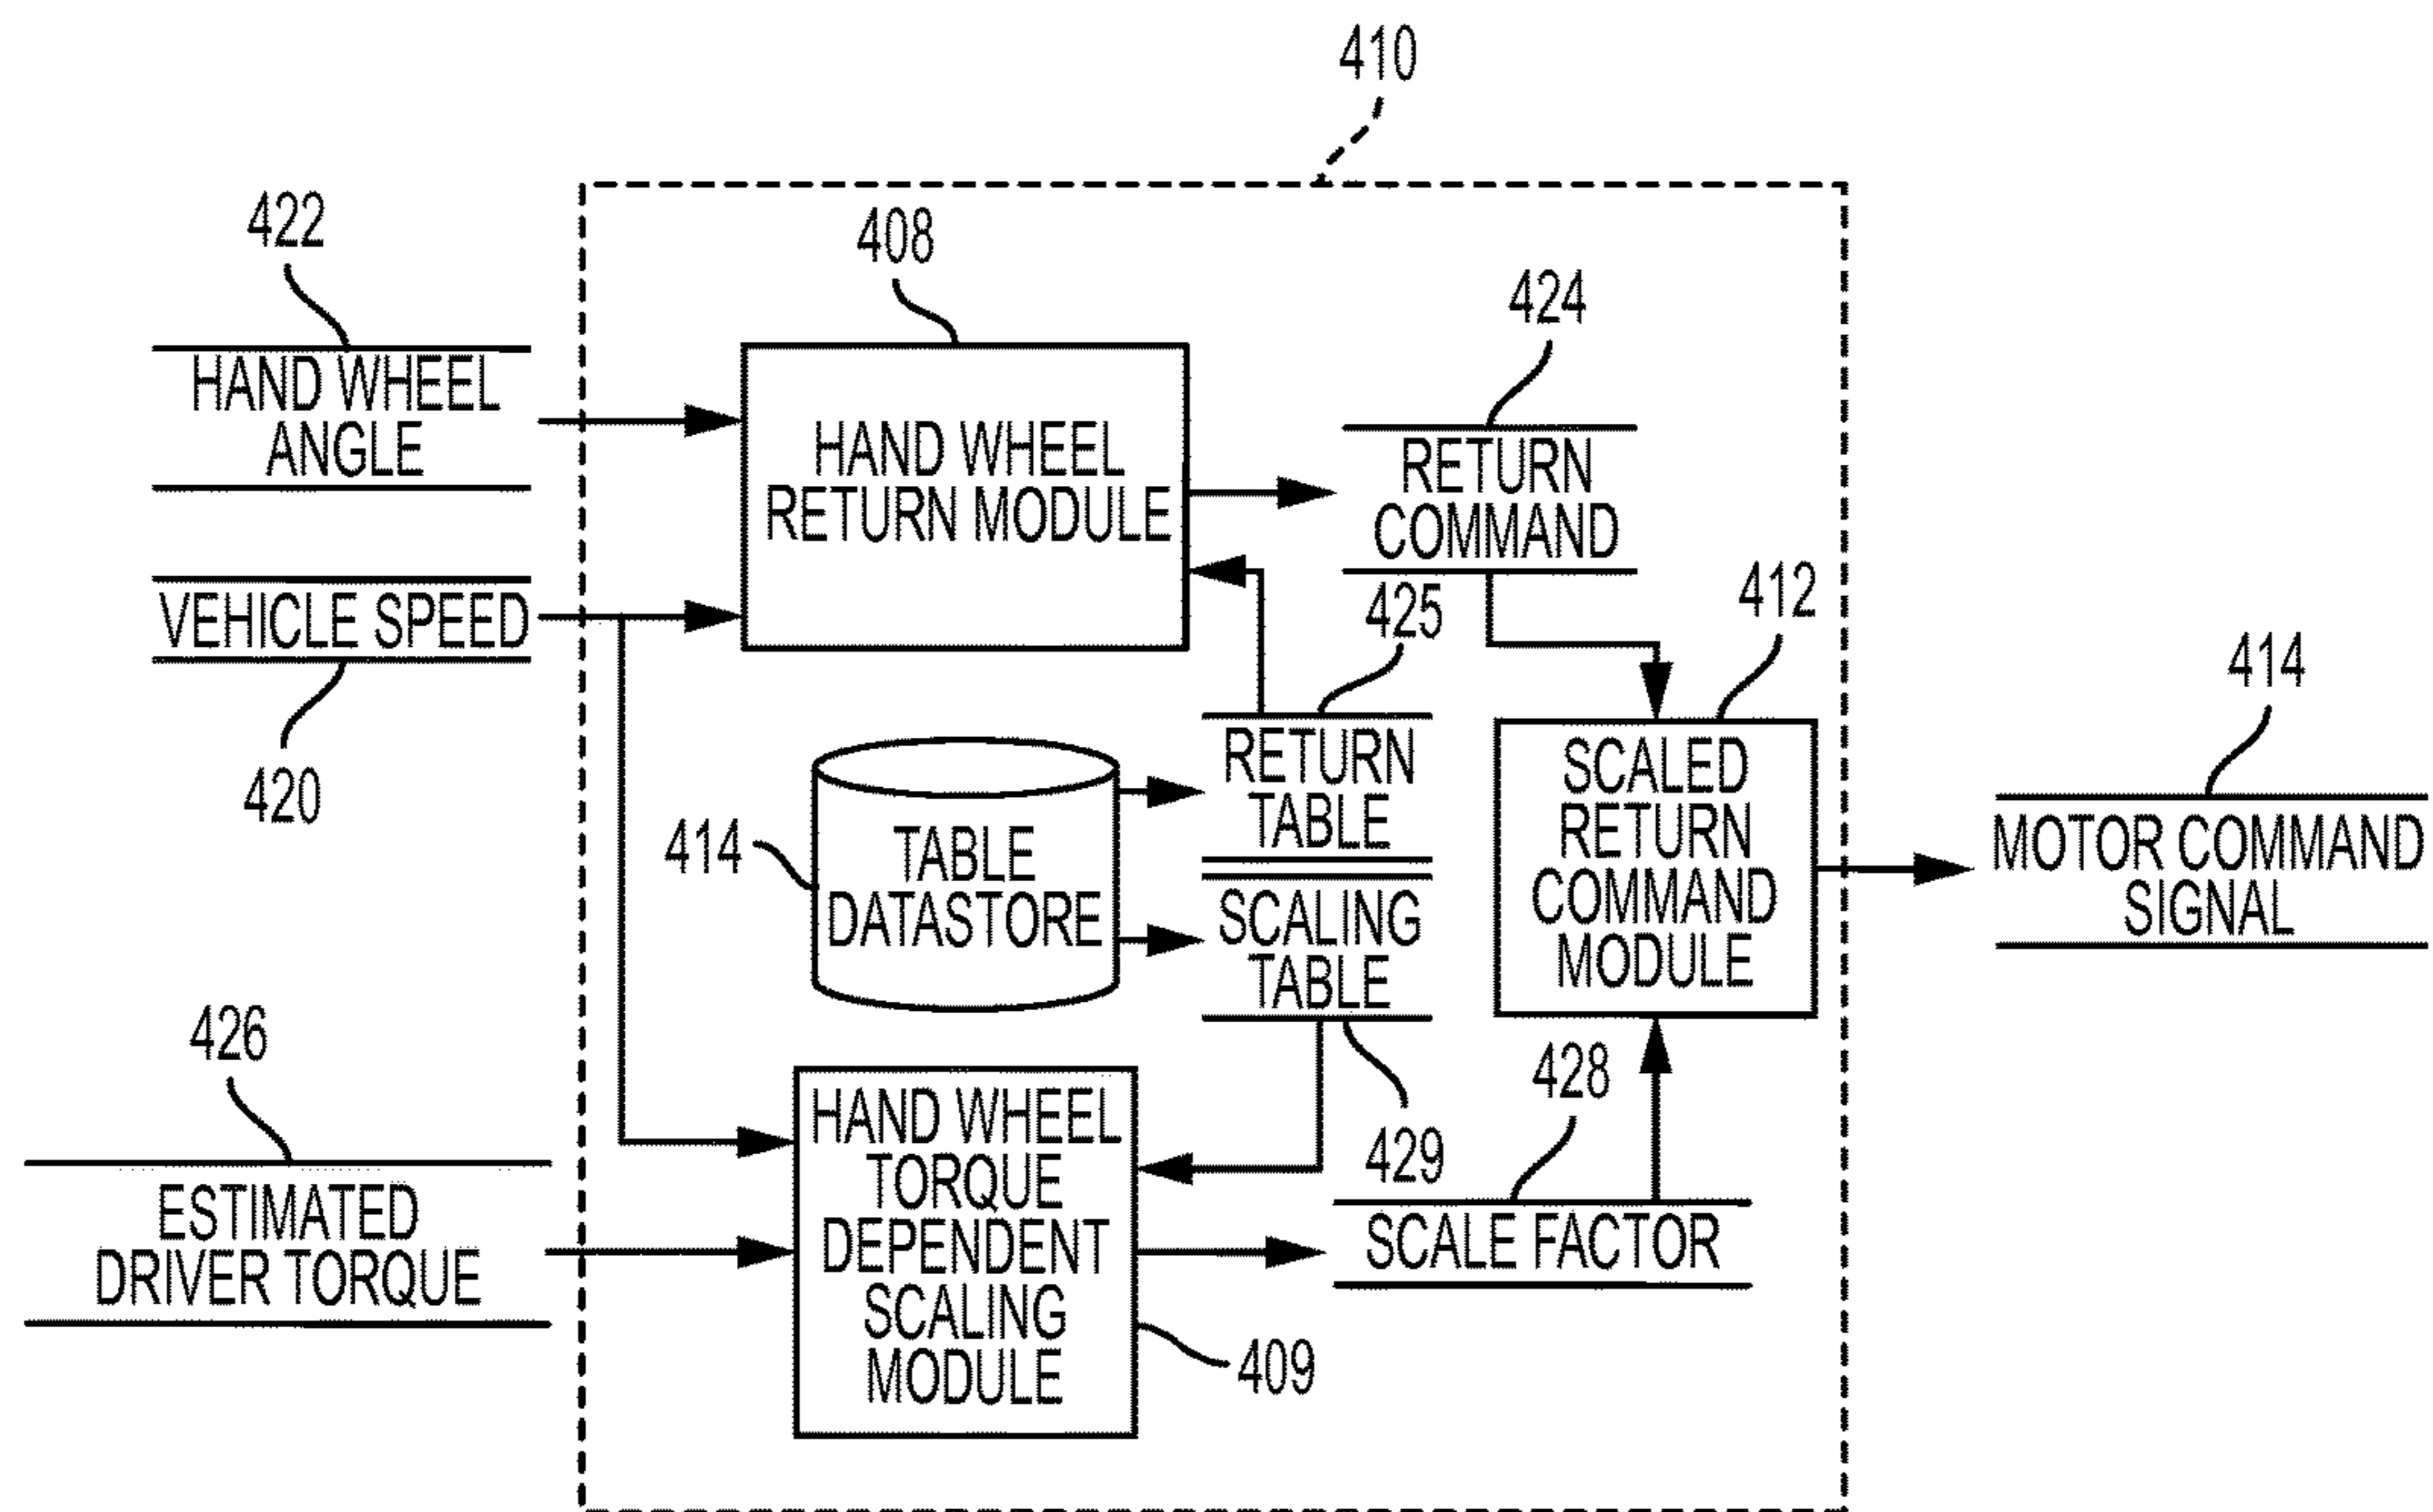 410
422
408
424
HAND WHEEL
ANGLE
HAND WHEEL
RETURN MODULE
RETURN
COMMAND
VEHICLE SPEED
420
425
412
414
RETURN
TABLE
414
TABLE
DATASTORE
SCALING
TABLE
SCALED
RETURN
COMMAND
MODULE
MOTOR COMMAND
SIGNAL
426
ESTIMATED
DRIVER TORQUE
HAND WHEEL
TORQUE
DEPENDENT
SCALING
MODULE
429
428
SCALE FACTOR
409